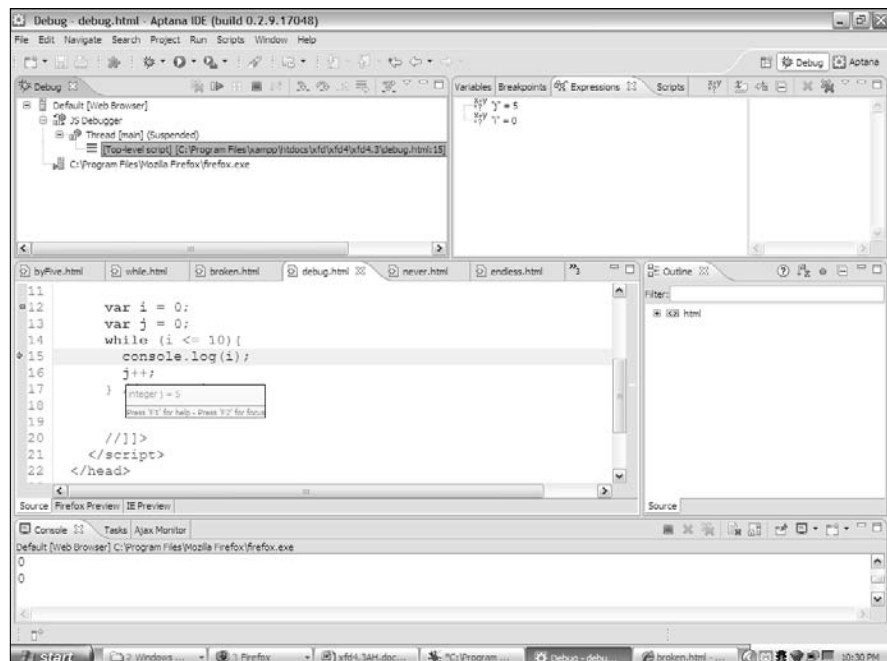 Debug - debug.html - Aptana IDE (build 0.2.9.17048)
File Edit Navigate Search Project Run Scripts Window Help
Debug Aptana
Debug
Default [Web Browser]
JS Debugger
Thread [main] (Suspended)
[Top-level script] [C:\Program Files\xampp\htdocs\xfd\xfd4\xfd4.3\debug.html:15]
C:\Program Files\Mozilla Firefox\firefox.exe
Variables Breakpoints Expressions Scripts
"j" = 5
"i" = 0
byFive.html while.html broken.html debug.html never.html endless.html 3
11
12 var i = 0;
13 var j = 0;
14 while (i <= 10){
15 console.log(i);
16 j++;
17 }
integer j = 5
Press 'F1' for help - Press 'F2' for focus
18
19
20 //]]>
21 </script>
22 </head>
Source Firefox Preview IE Preview
Outline
Filter:
html
Source
Console Tasks Ajax Monitor
Default [Web Browser] C:\Program Files\Mozilla Firefox\firefox.exe
0
0
start 2 Windows ... 3 Firefox xfd4.3AH.doc... "C:\Program ... Debug - debu... broken.html - ... 10:30 PM